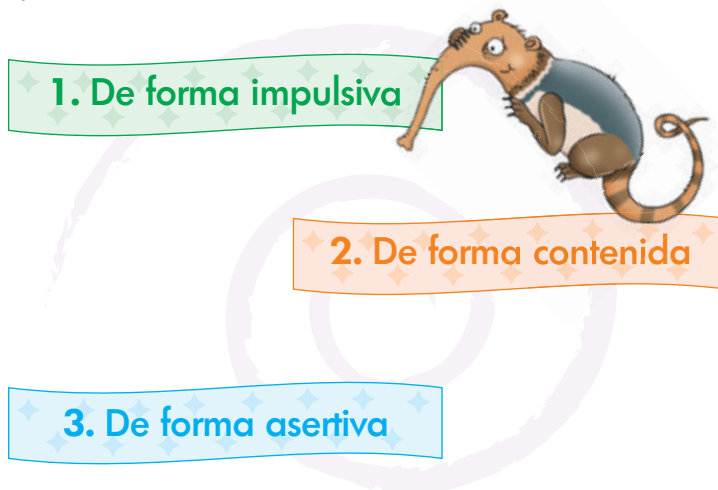 1. De forma impulsiva
2. De forma contenida
3. De forma asertiva